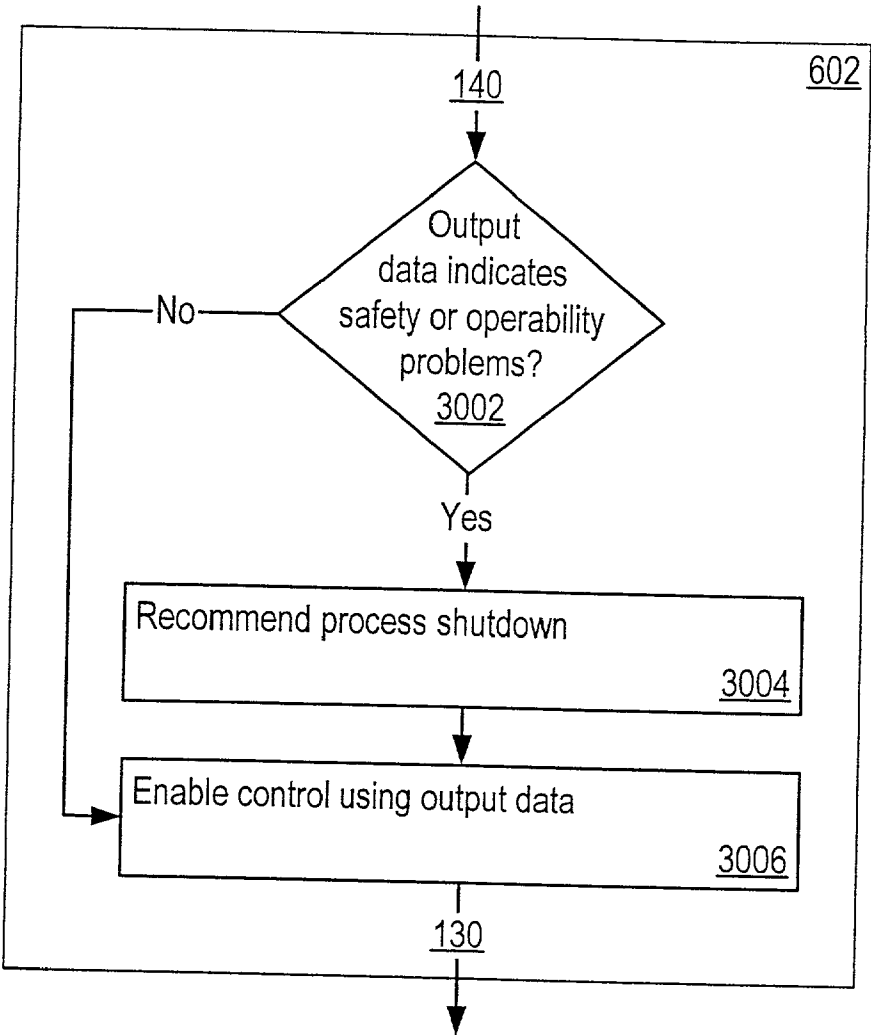 602
140
Output
data indicates
safety or operability
problems?
3002
No
Yes
Recommend process shutdown
3004
Enable control using output data
3006
130